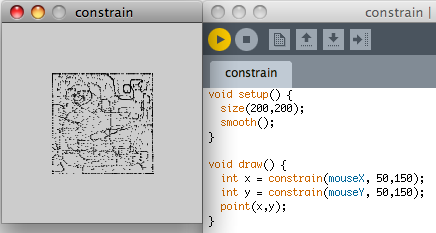 constrain
constrain |
constrain
void setup() {
  size(200,200);
  smooth();
}

void draw() {
  int x = constrain(mouseX, 50,150);
  int y = constrain(mouseY, 50,150);
  point(x,y);
}